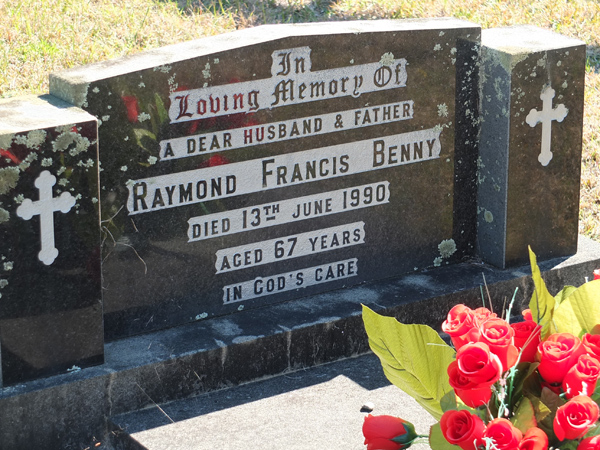 In
Loving Memory Of
A DEAR HUSBAND & FATHER
RAYMOND FRANCIS BENNY
DIED 13TH JUNE 1990
AGED 67 YEARS
IN GOD'S CARE